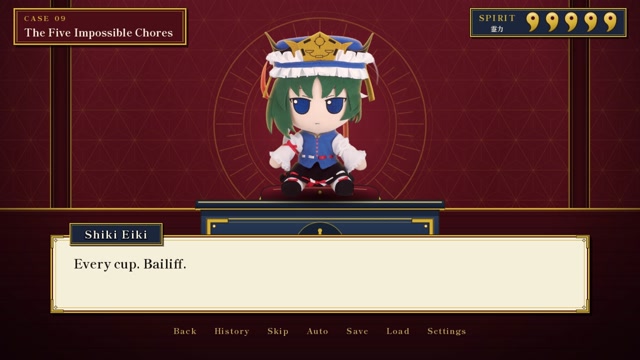 CASE 09
The Five Impossible Chores
SPIRIT
霊力
Shiki Eiki
Every cup. Bailiff.
Back History Skip Auto Save Load Settings